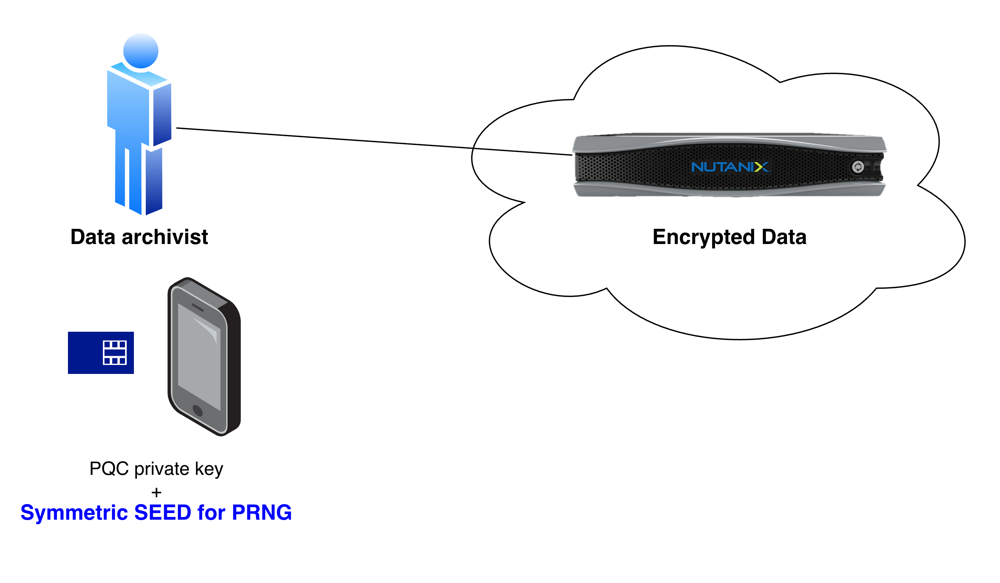 NUTANIX
Data archivist
Encrypted Data
PQC private key
+
Symmetric SEED for PRNG